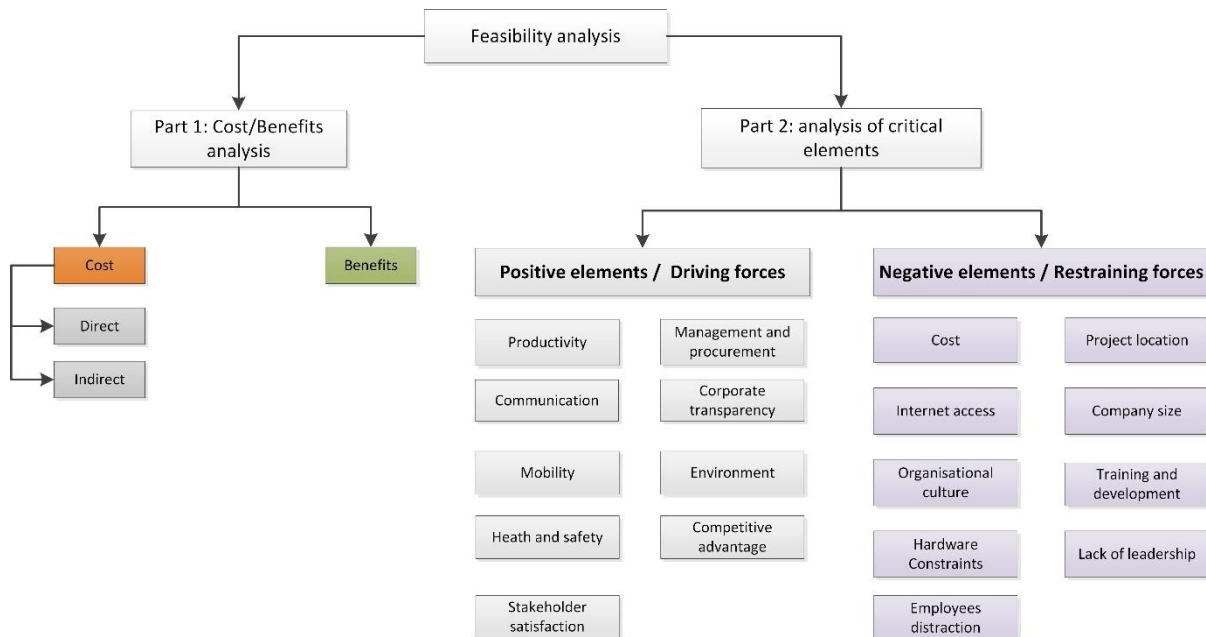 Feasibility analysis
Part 1: Cost/Benefits
analysis
Part 2: analysis of critical
elements
Cost
Benefits
Direct
Indirect
Positive elements / Driving forces
Productivity
Management and
procurement
Communication
Corporate
transparency
Mobility
Environment
Heath and safety
Competitive
advantage
Stakeholder
satisfaction
Negative elements / Restraining forces
Cost
Project location
Internet access
Company size
Organisational
culture
Training and
development
Hardware
Constraints
Lack of leadership
Employees
distraction